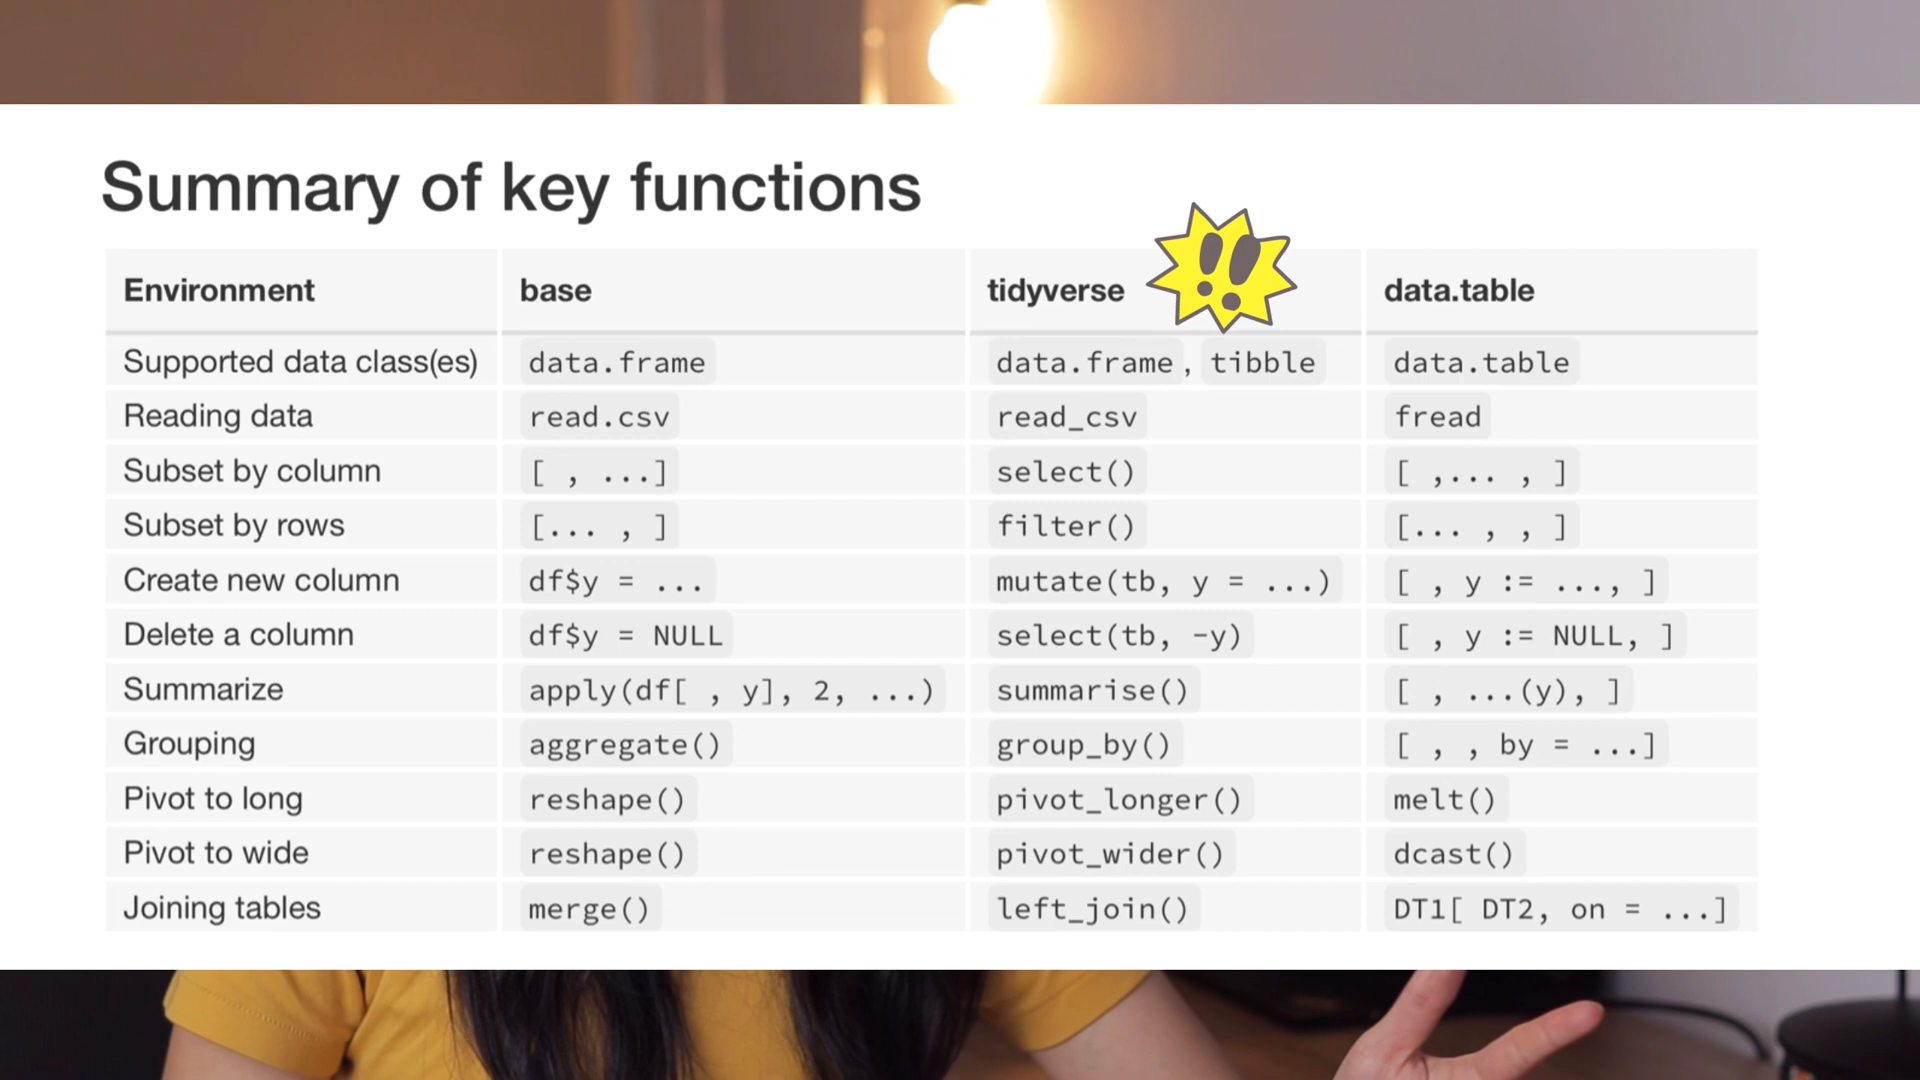 Summary of key functions
Environment base tidyverse !! data.table
Supported data class(es) data.frame data.frame, tibble data.table
Reading data read.csv read_csv fread
Subset by column [ , ...] select() [ ,... , ]
Subset by rows [... , ] filter() [... , , ]
Create new column df$y = ... mutate(tb, y = ...) [ , y := ..., ]
Delete a column df$y = NULL select(tb, -y) [ , y := NULL, ]
Summarize apply(df[ , y], 2, ...) summarise() [ , ...(y), ]
Grouping aggregate() group_by() [ , , by = ...]
Pivot to long reshape() pivot_longer() melt()
Pivot to wide reshape() pivot_wider() dcast()
Joining tables merge() left_join() DT1[ DT2, on = ...]